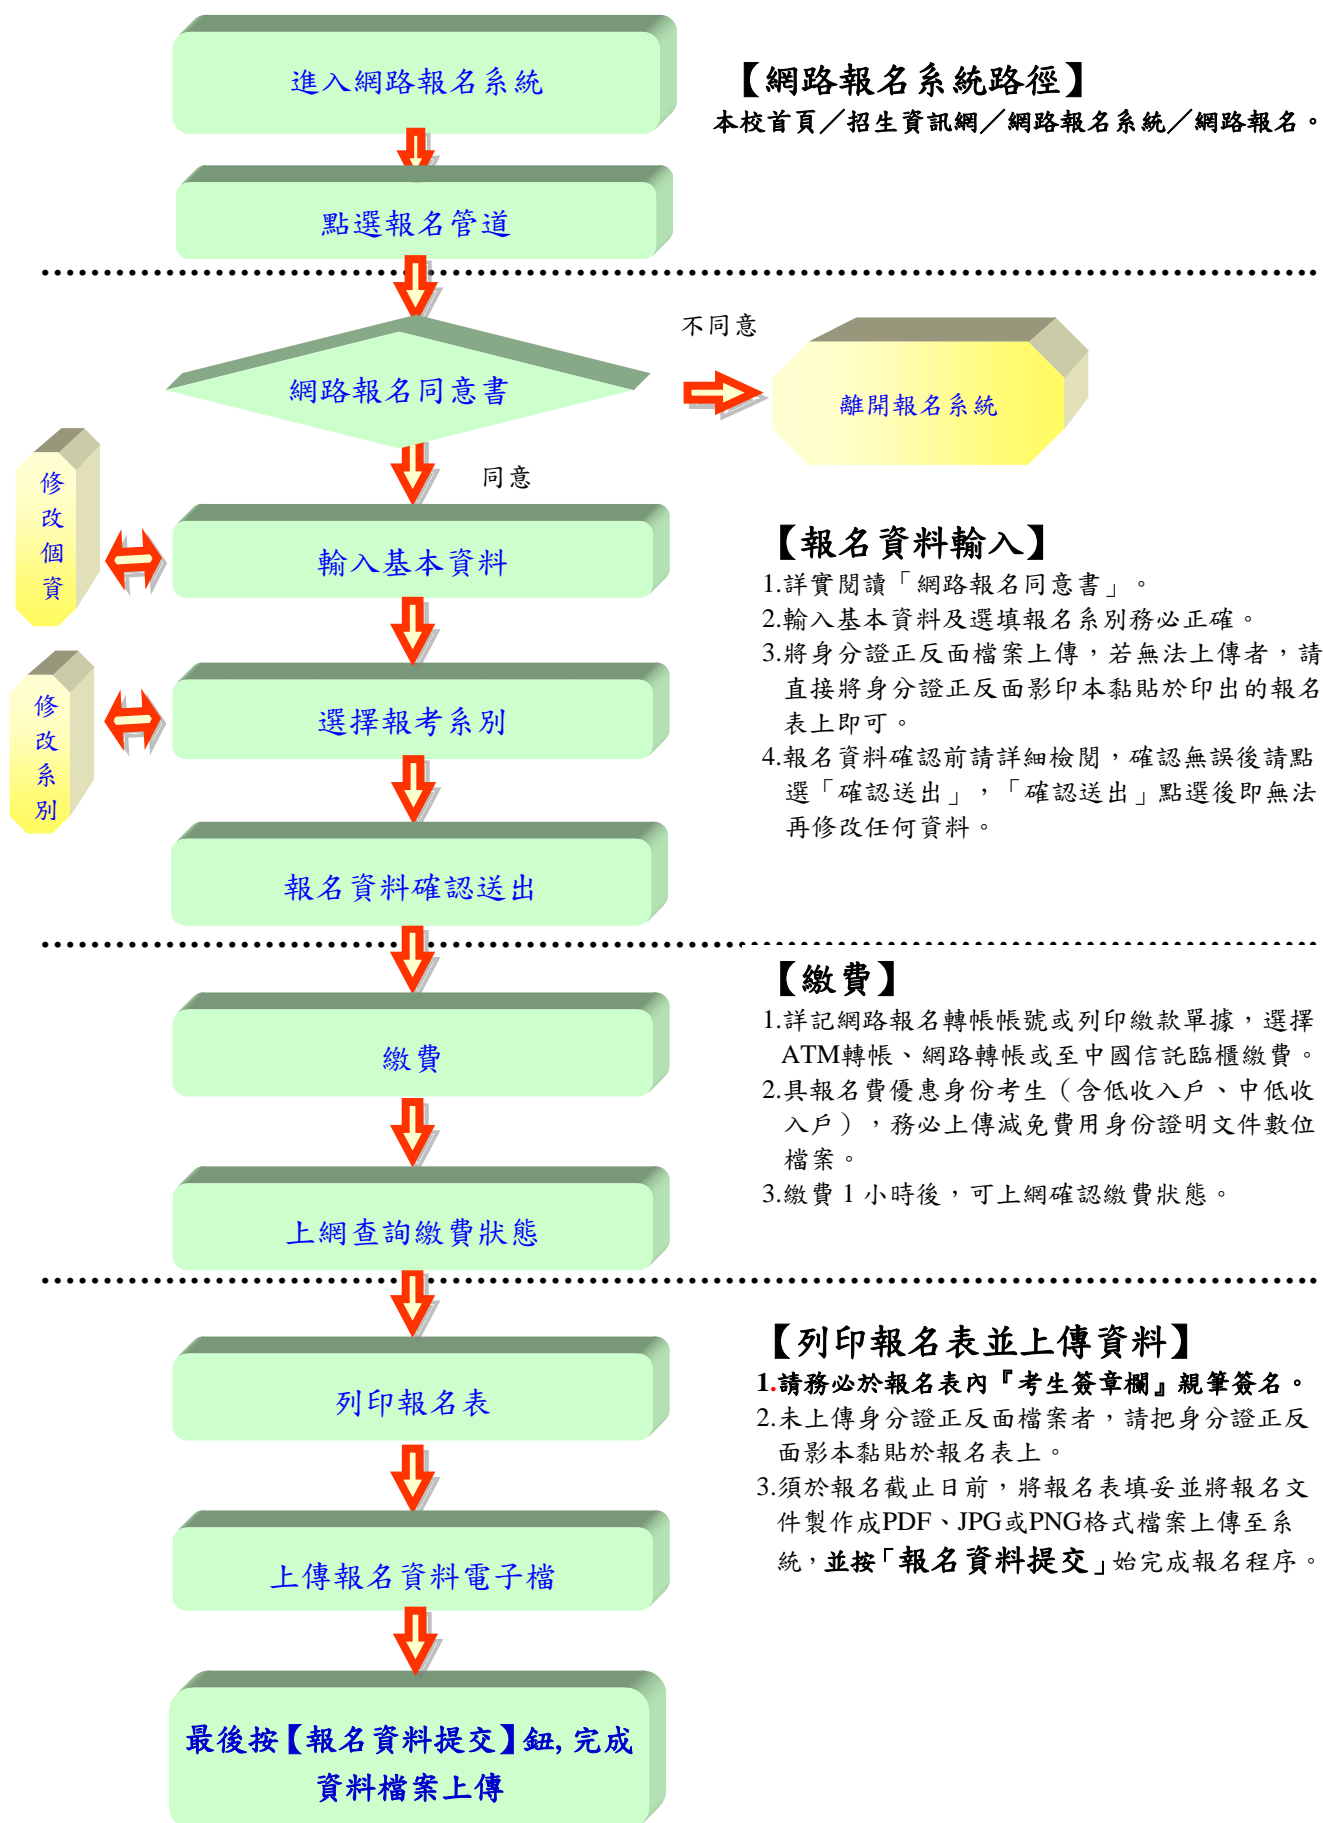 進入網路報名系統
【網路報名系統路徑】
本校首頁／招生資訊網／網路報名系統／網路報名。
點選報名管道
不同意
網路報名同意書
離開報名系統
同意
修
改
個
資
輸入基本資料
修
改
系
別
選擇報考系別
報名資料確認送出
【報名資料輸入】
1.詳實閱讀「網路報名同意書」。
2.輸入基本資料及選填報名系別務必正確。
3.將身分證正反面檔案上傳，若無法上傳者，請
直接將身分證正反面影印本黏貼於印出的報名
表上即可。
4.報名資料確認前請詳細檢閱，確認無誤後請點
選「確認送出」，「確認送出」點選後即無法
再修改任何資料。
繳費
上網查詢繳費狀態
【繳費】
1.詳記網路報名轉帳帳號或列印繳款單據，選擇
ATM轉帳、網路轉帳或至中國信託臨櫃繳費。
2.具報名費優惠身份考生（含低收入戶、中低收
入戶），務必上傳減免費用身份證明文件數位
檔案。
3.繳費 1 小時後，可上網確認繳費狀態。
列印報名表
上傳報名資料電子檔
最後按【報名資料提交】鈕, 完成
資料檔案上傳
【列印報名表並上傳資料】
1.請務必於報名表內『考生簽章欄』親筆簽名。
2.未上傳身分證正反面檔案者，請把身分證正反
面影本黏貼於報名表上。
3.須於報名截止日前，將報名表填妥並將報名文
件製作成PDF、JPG或PNG格式檔案上傳至系
統，並按「報名資料提交」始完成報名程序。